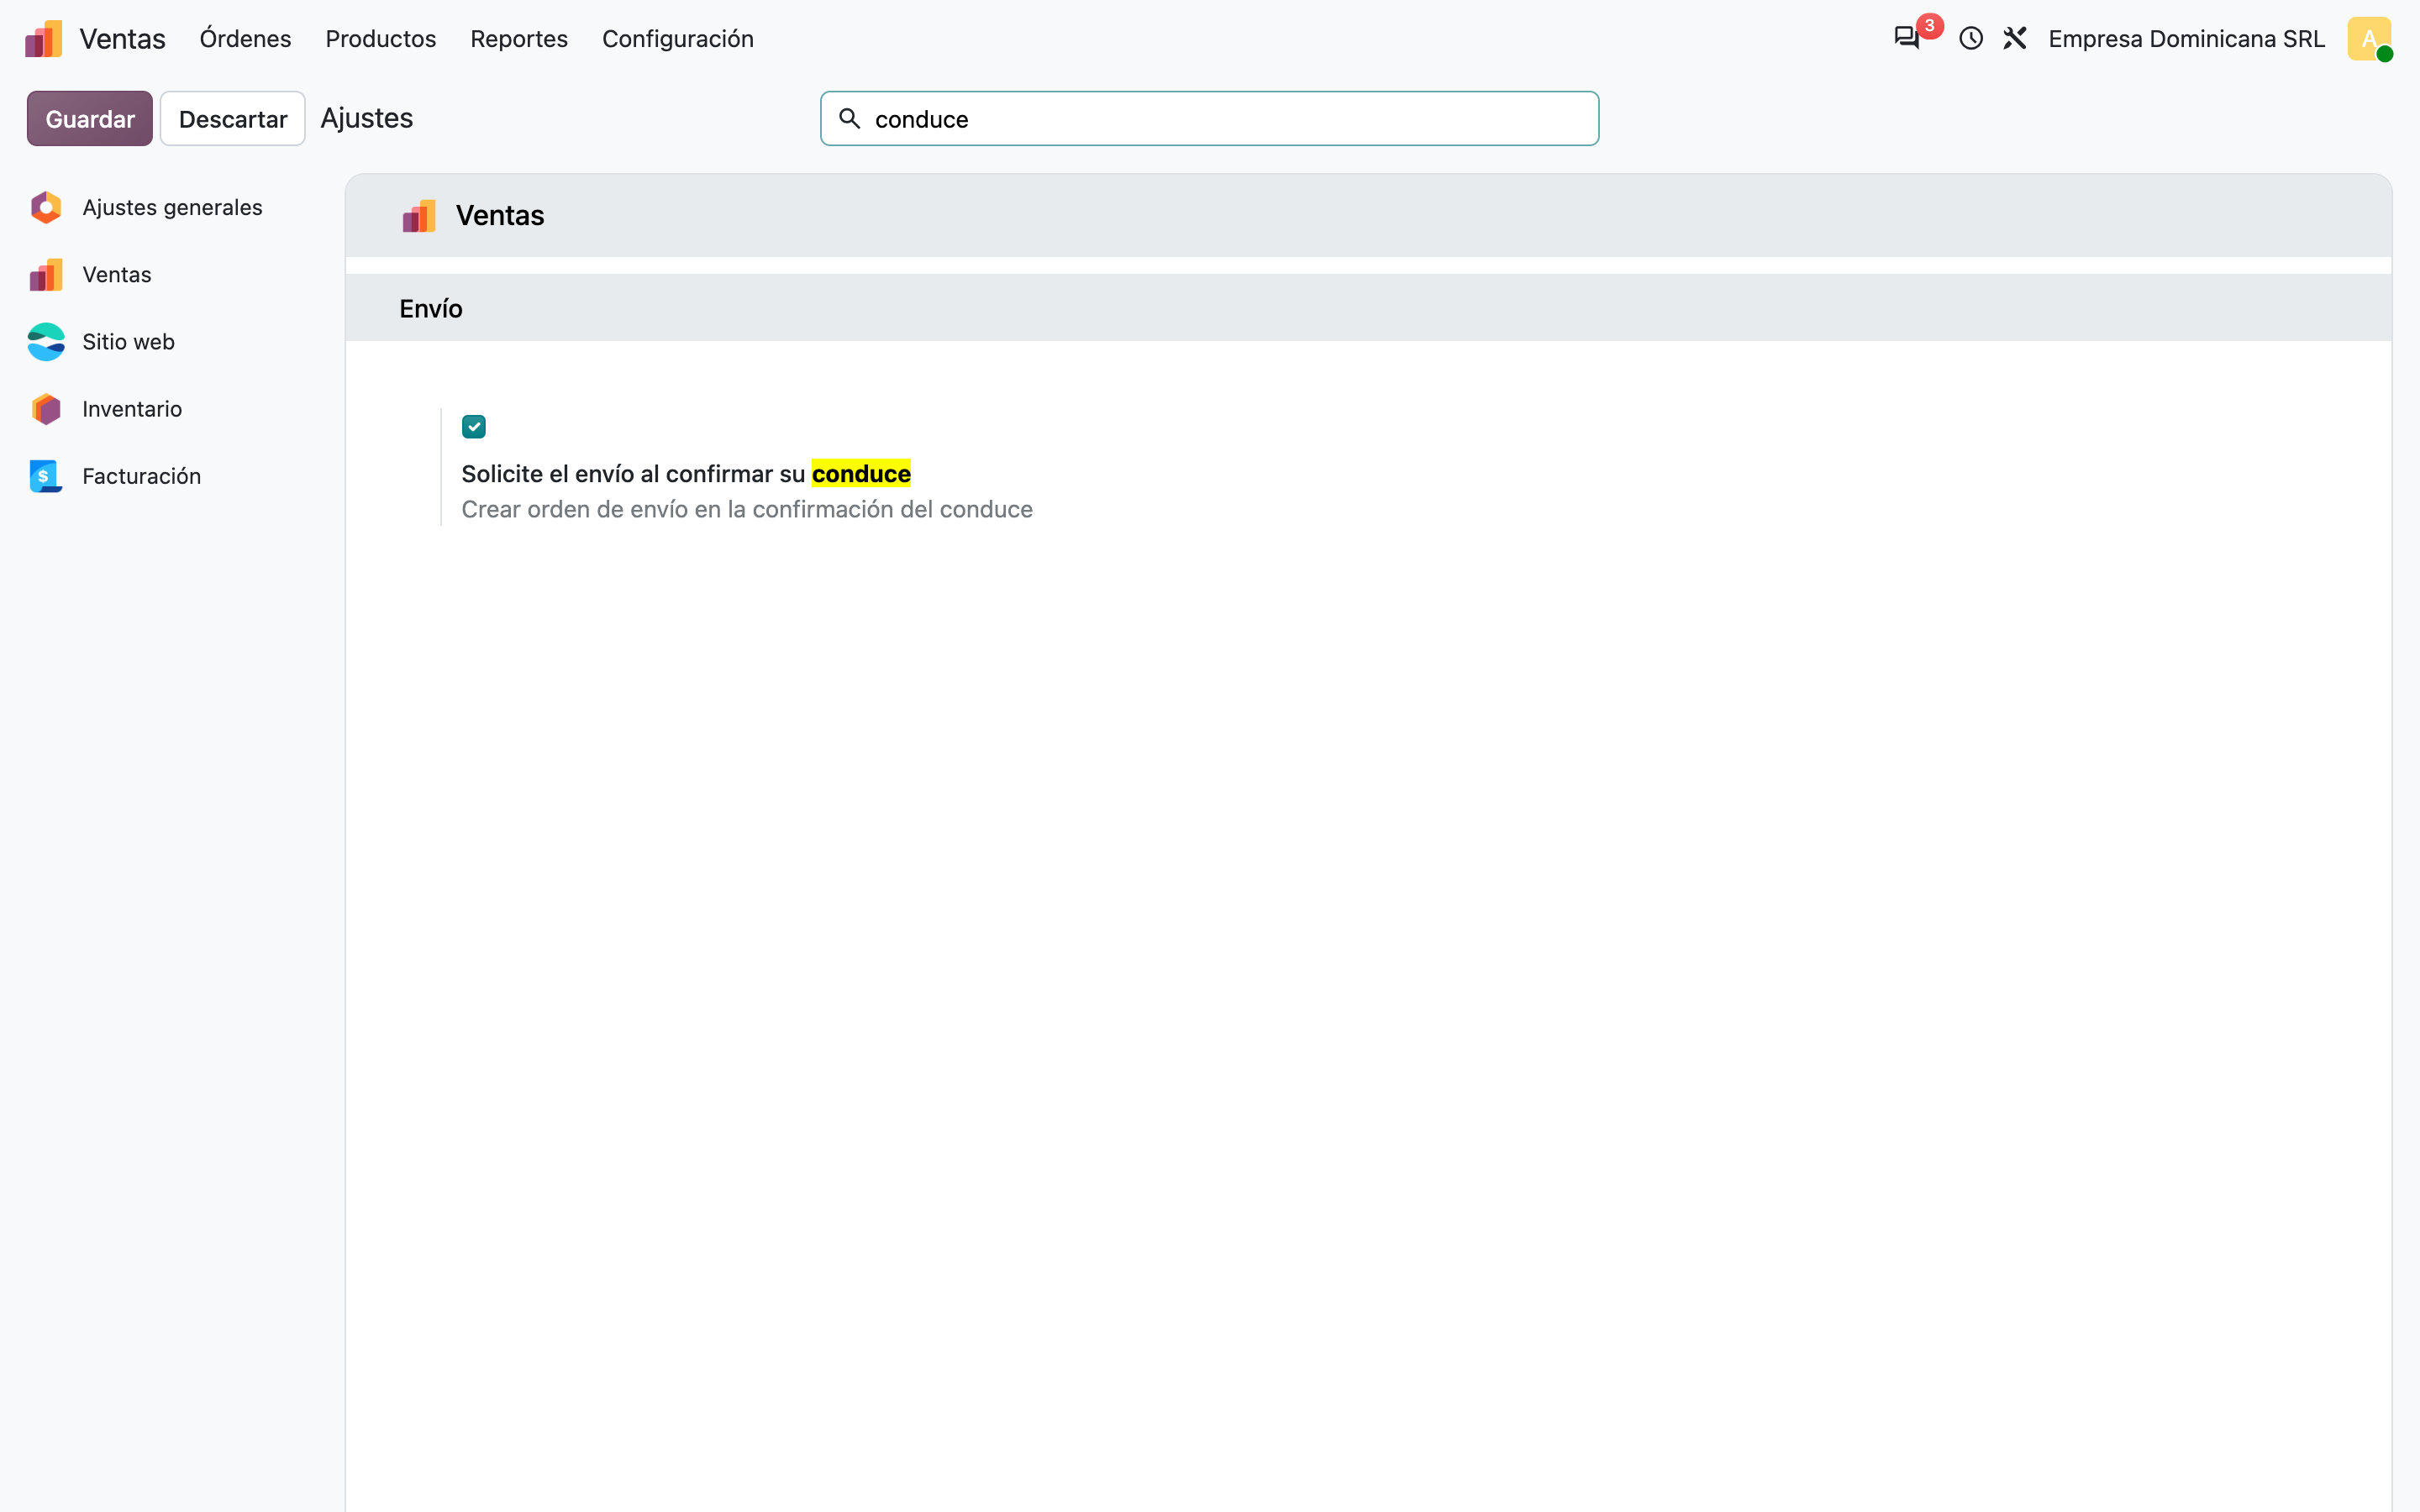 Ventas Órdenes Productos Reportes Configuración 3 Empresa Dominicana SRL A
Guardar Descartar Ajustes conduce
Ajustes generales
Ventas
Sitio web
Inventario
Facturación
Ventas
Envío
Solicite el envío al confirmar su conduce
Crear orden de envío en la confirmación del conduce